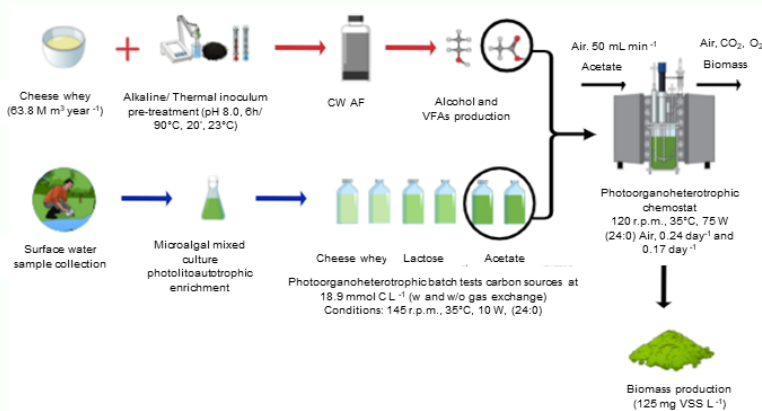 Cheese whey
(63.8 M m³ year ⁻¹)
Alkaline/ Thermal inoculum
pre-treatment (pH 8.0, 6h/
90°C, 20', 23°C)
CW AF
Alcohol and
VFAs production
Air. 50 mL min ⁻¹
Acetate
Air, CO₂, O₂
Biomass
Photoorganoheterotrophic
chemostat
120 r.p.m., 35°C, 75 W
(24:0) Air, 0.24 day⁻¹ and
0.17 day⁻¹
Surface water
sample collection
Microalgal mixed
culture
photolitoautotrophic
enrichment
Cheese whey Lactose Acetate
Photoorganoheterotrophic batch tests carbon sources at
18.9 mmol C L ⁻¹ (w and w/o gas exchange)
Conditions: 145 r.p.m., 35°C, 10 W, (24:0)
Biomass production
(125 mg VSS L⁻¹)